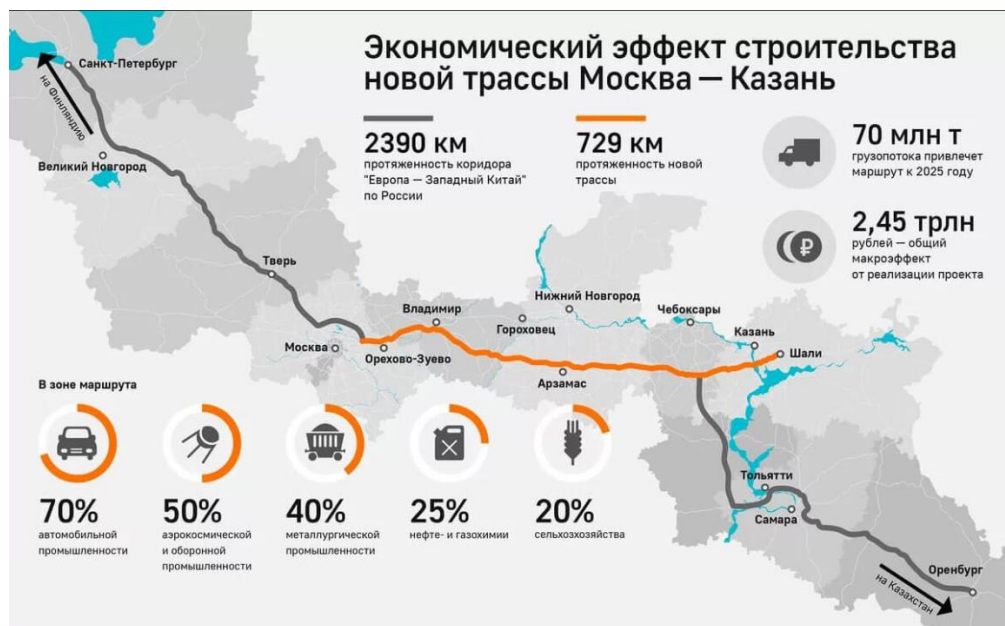 Экономический эффект строительства
новой трассы Москва — Казань
2390 км
протяженность коридора
"Европа — Западный Китай"
по России
729 км
протяженность новой
трассы
70 млн т
грузопотока привлечет
маршрут к 2025 году
2,45 трлн
рублей — общий
макроэффект
от реализации проекта
Санкт-Петербург
на Финляндию
Великий Новгород
Тверь
Москва
Орехово-Зуево
Владимир
Гороховец
Нижний Новгород
Арзамас
Чебоксары
Казань
Шали
Тольятти
Самара
Оренбург
на Казахстан
В зоне маршрута
70%
автомобильной
промышленности
50%
аэрокосмической
и оборонной
промышленности
40%
металлургической
промышленности
25%
нефте- и газохимии
20%
сельхозхозяйства